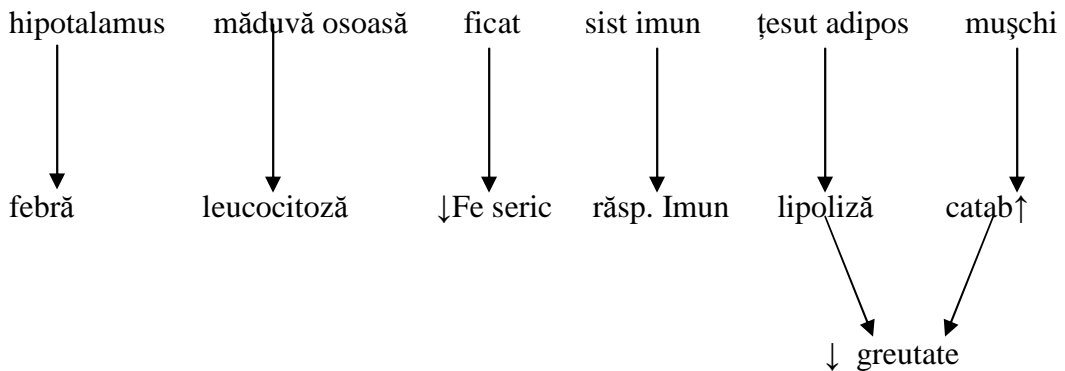 hipotalamus măduvă osoasă ficat sist imun țesut adipos mușchi
febră leucocitoză ↓Fe seric răsp. Imun lipoliză catab↑
↓ greutate